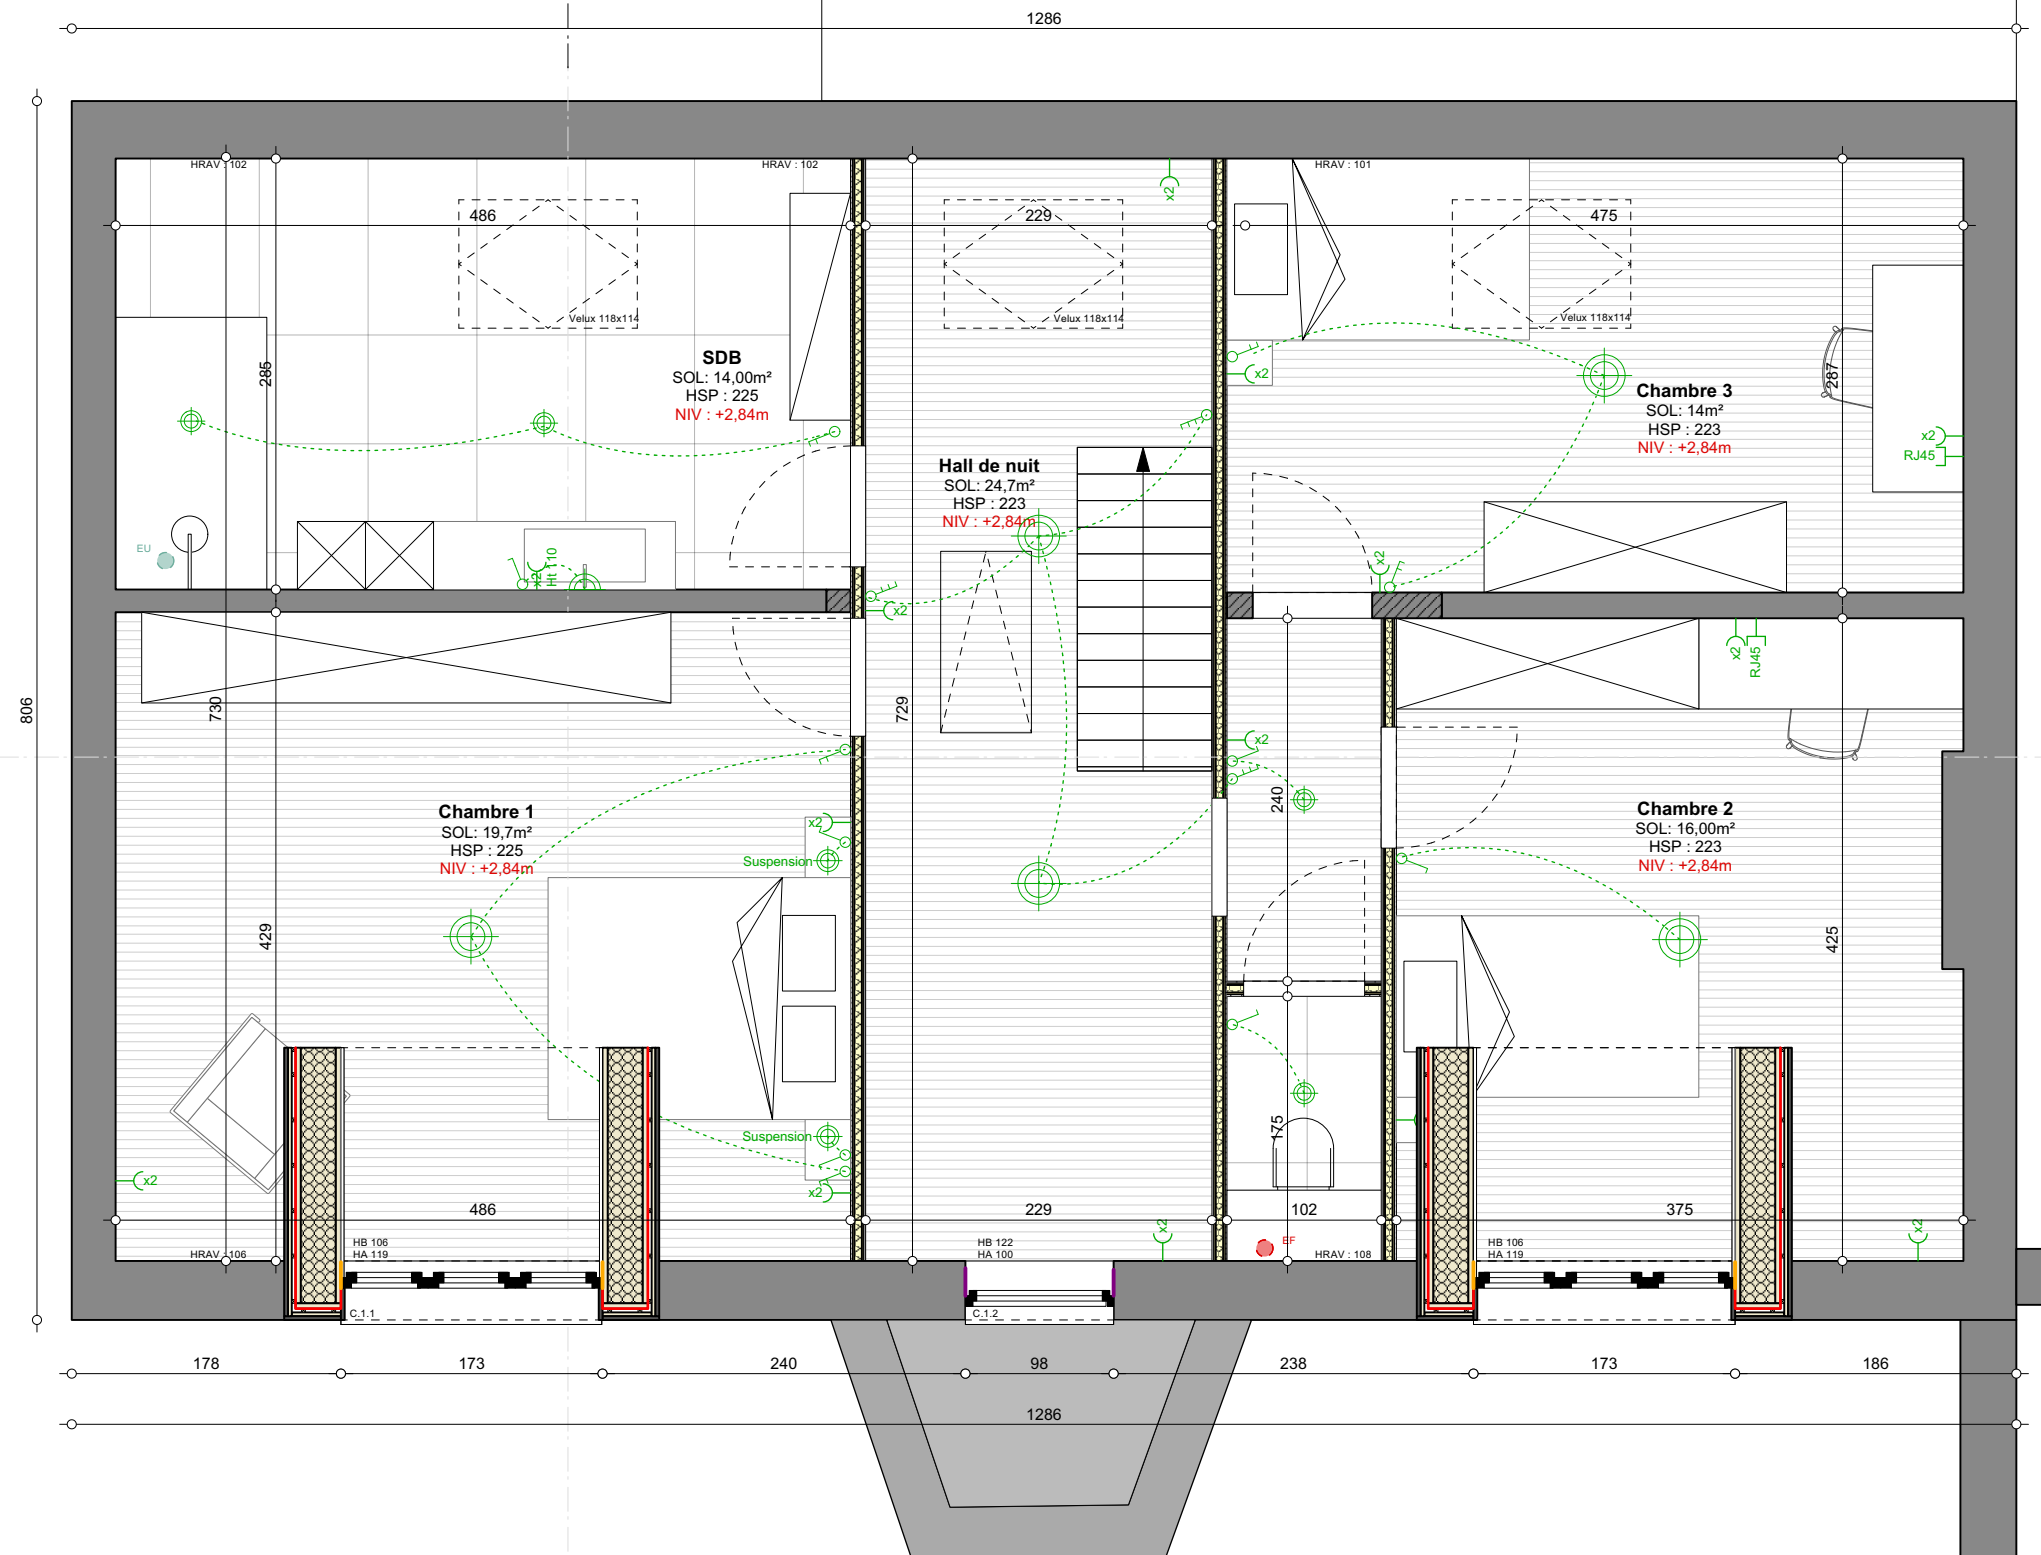 1286
HRAV : 102
HRAV : 102
HRAV : 101
x2
486
229
475
Velux 118x114
Velux 118x114
Velux 118x114
SDB
SOL: 14,00m²
HSP : 225
NIV : +2,84m
285
x2
287
Chambre 3
SOL: 14m²
HSP : 223
NIV : +2,84m
x2
RJ45
Hall de nuit
SOL: 24,7m²
HSP : 223
NIV : +2,84m
EU
x2
Ht 110
x2
x2
806
730
729
x2
RJ45
x2
240
Chambre 1
SOL: 19,7m²
HSP : 225
NIV : +2,84m
x2
Suspension
Chambre 2
SOL: 16,00m²
HSP : 223
NIV : +2,84m
429
425
175
Suspension
x2
x2
486
229
102
375
x2
x2
HRAV : 106
HB 106
HA 119
HB 122
HA 100
EF
HRAV : 108
HB 106
HA 119
C.1.1
C.1.2
178
173
240
98
238
173
186
1286